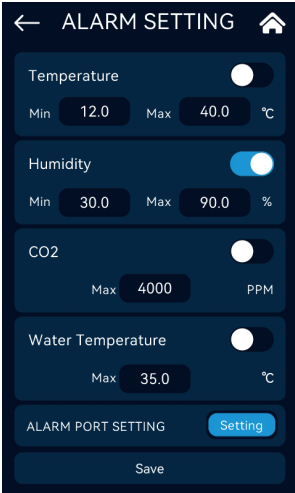 ALARM SETTING
Temperature
Min 12.0 Max 40.0 ℃
Humidity
Min 30.0 Max 90.0 %
CO2
Max 4000 PPM
Water Temperature
Max 35.0 ℃
ALARM PORT SETTING Setting
Save